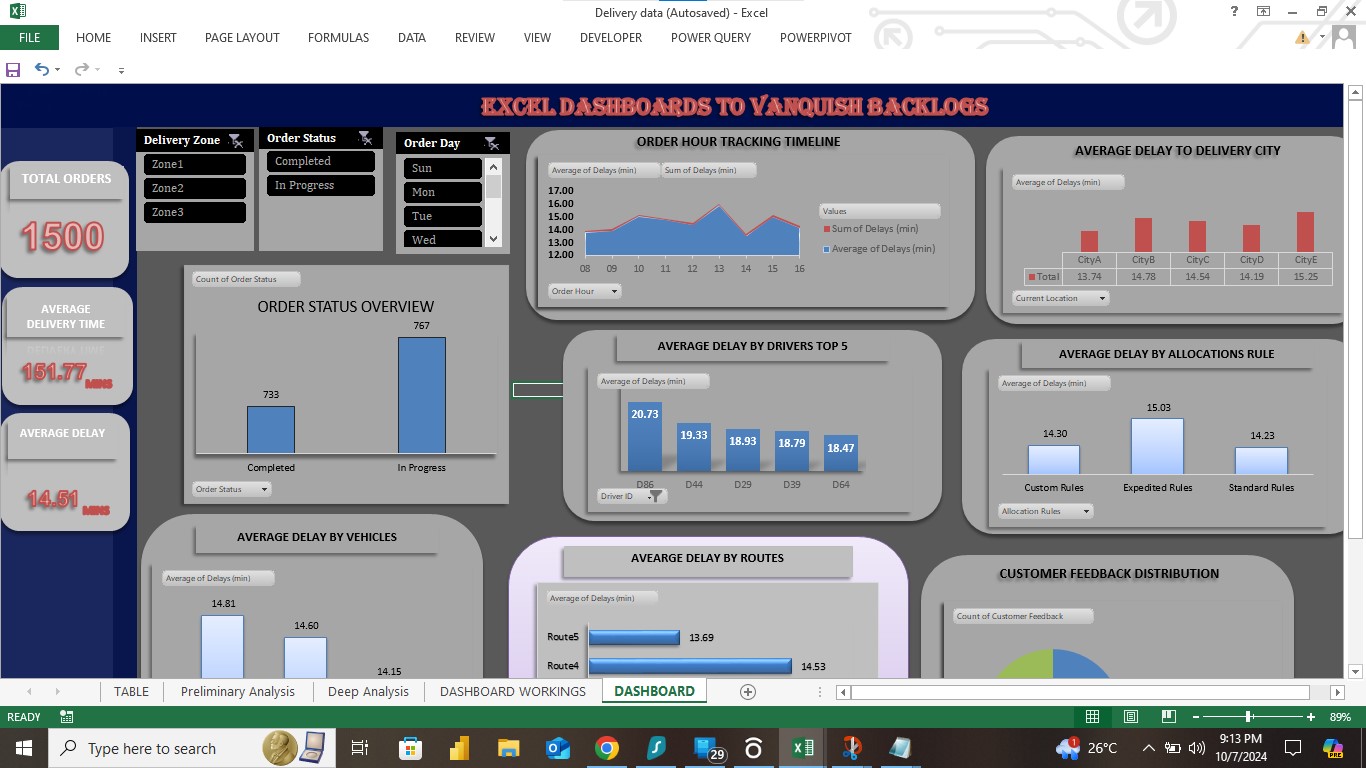 Delivery data (Autosaved) - Excel
?
FILE HOME INSERT PAGE LAYOUT FORMULAS DATA REVIEW VIEW DEVELOPER POWER QUERY POWERPIVOT
EXCEL DASHBOARDS TO VANQUISH BACKLOGS
TOTAL ORDERS
1500
AVERAGE
DELIVERY TIME
151.77 MINS
AVERAGE DELAY
14.51 MINS
Delivery Zone
Zone1
Zone2
Zone3
Order Status
Completed
In Progress
Order Day
Sun
Mon
Tue
Wed
ORDER HOUR TRACKING TIMELINE
Average of Delays (min) Sum of Delays (min)
17.00
16.00
15.00
14.00
13.00
12.00
08 09 10 11 12 13 14 15 16
Values
Sum of Delays (min)
Average of Delays (min)
Order Hour
AVERAGE DELAY TO DELIVERY CITY
Average of Delays (min)
CityA CityB CityC CityD CityE
Total 13.74 14.78 14.54 14.19 15.25
Current Location
Count of Order Status
ORDER STATUS OVERVIEW
767
733
Completed In Progress
Order Status
AVERAGE DELAY BY DRIVERS TOP 5
Average of Delays (min)
20.73 19.33 18.93 18.79 18.47
D86 D44 D29 D39 D64
Driver ID
AVERAGE DELAY BY ALLOCATIONS RULE
Average of Delays (min)
14.30 15.03 14.23
Custom Rules Expedited Rules Standard Rules
Allocation Rules
AVERAGE DELAY BY VEHICLES
Average of Delays (min)
14.81
14.60
14.15
AVEARGE DELAY BY ROUTES
Average of Delays (min)
Route5 13.69
Route4 14.53
CUSTOMER FEEDBACK DISTRIBUTION
Count of Customer Feedback
TABLE Preliminary Analysis Deep Analysis DASHBOARD WORKINGS DASHBOARD
READY 89%
Type here to search
29
1
26°C
9:13 PM
10/7/2024
PRE